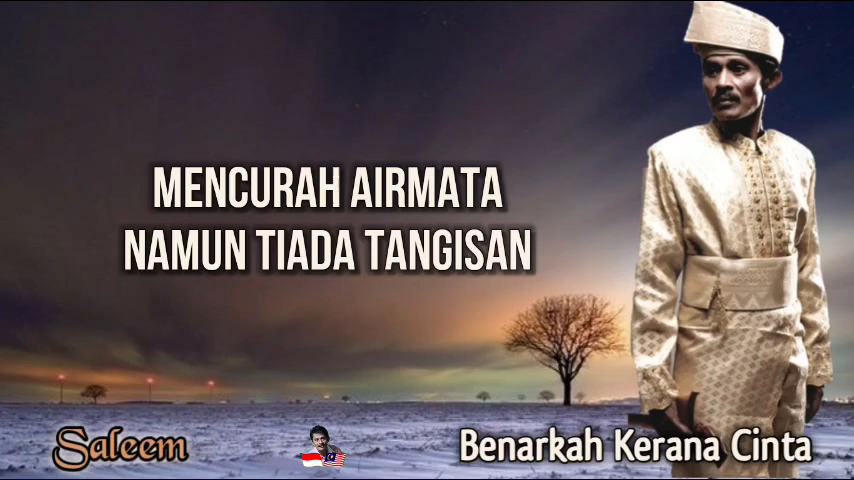 MENCURAH AIRMATA
NAMUN TIADA TANGISAN
Saleem
Benarkah Kerana Cinta